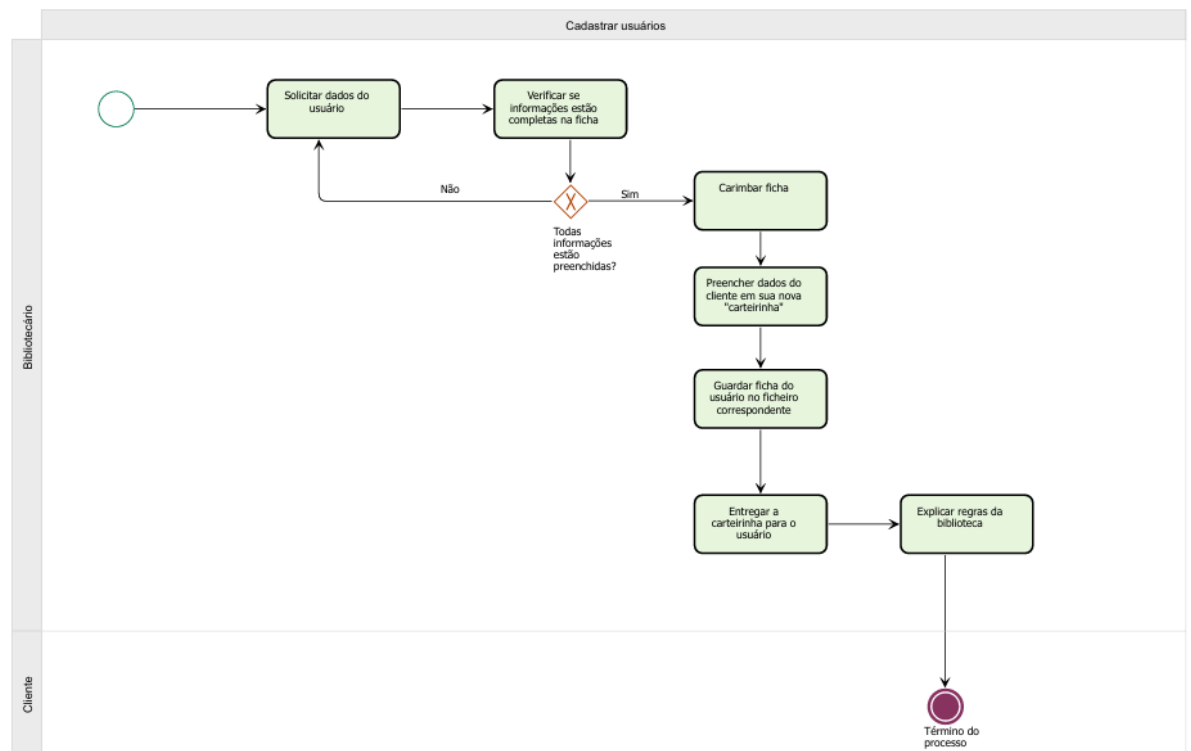 Cadastrar usuários
Bibliotecário
Solicitar dados do
usuário
Verificar se
informações estão
completas na ficha
Não
Sim
Todas
informações
estão
preenchidas?
Carimbar ficha
Preencher dados do
cliente em sua nova
"carteirinha"
Guardar ficha do
usuário no ficheiro
correspondente
Entregar a
carteirinha para o
usuário
Explicar regras da
biblioteca
Cliente
Término do
processo